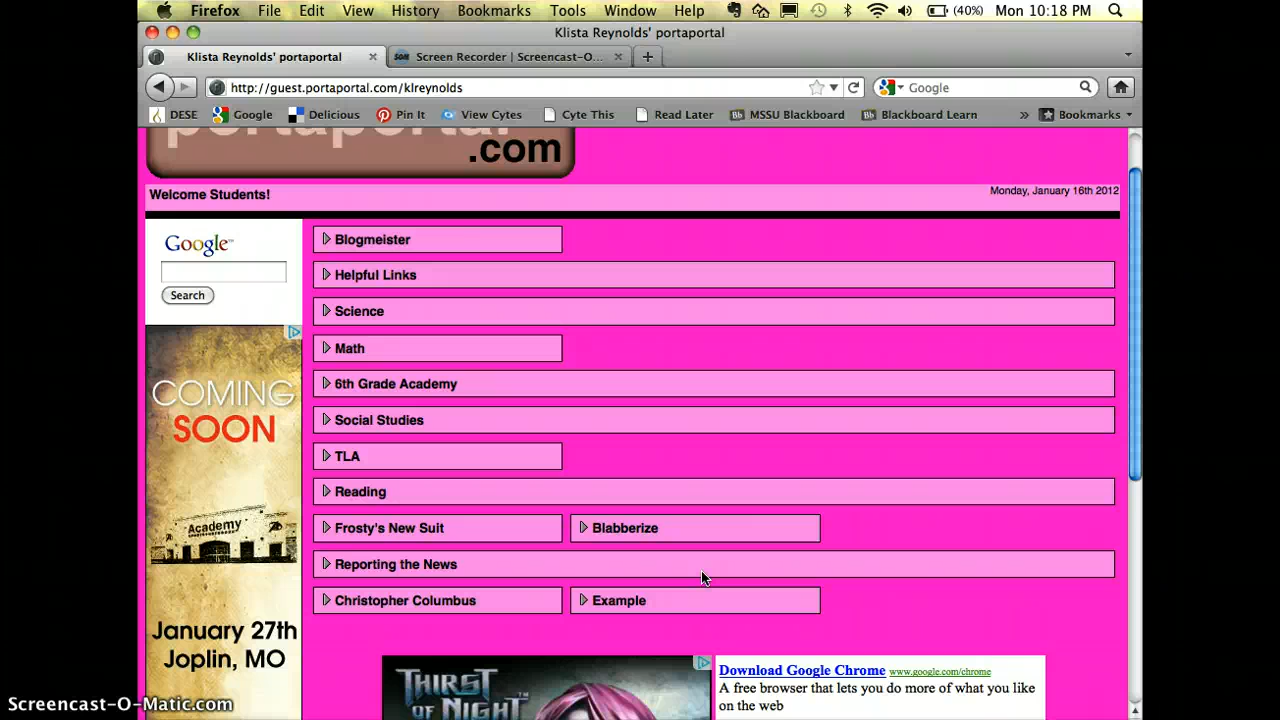 Firefox File Edit View History Bookmarks Tools Window Help (40%) Mon 10:18 PM
Klista Reynolds' portaportal
Klista Reynolds' portaportal Screen Recorder | Screencast-O...
http://guest.portaportal.com/klreynolds Google
DESE Google Delicious Pin It View Cytes Cyte This Read Later MSSU Blackboard Blackboard Learn » Bookmarks
portaportal
.com
Welcome Students! Monday, January 16th 2012
Google™
Search
Blogmeister
Helpful Links
Science
Math
6th Grade Academy
Social Studies
TLA
Reading
Frosty's New Suit Blabberize
Reporting the News
Christopher Columbus Example
COMING
SOON
Academy
January 27th
Joplin, MO
THIRST
OF NIGHT™
Download Google Chrome www.google.com/chrome
A free browser that lets you do more of what you like
on the web
Screencast-O-Matic.com